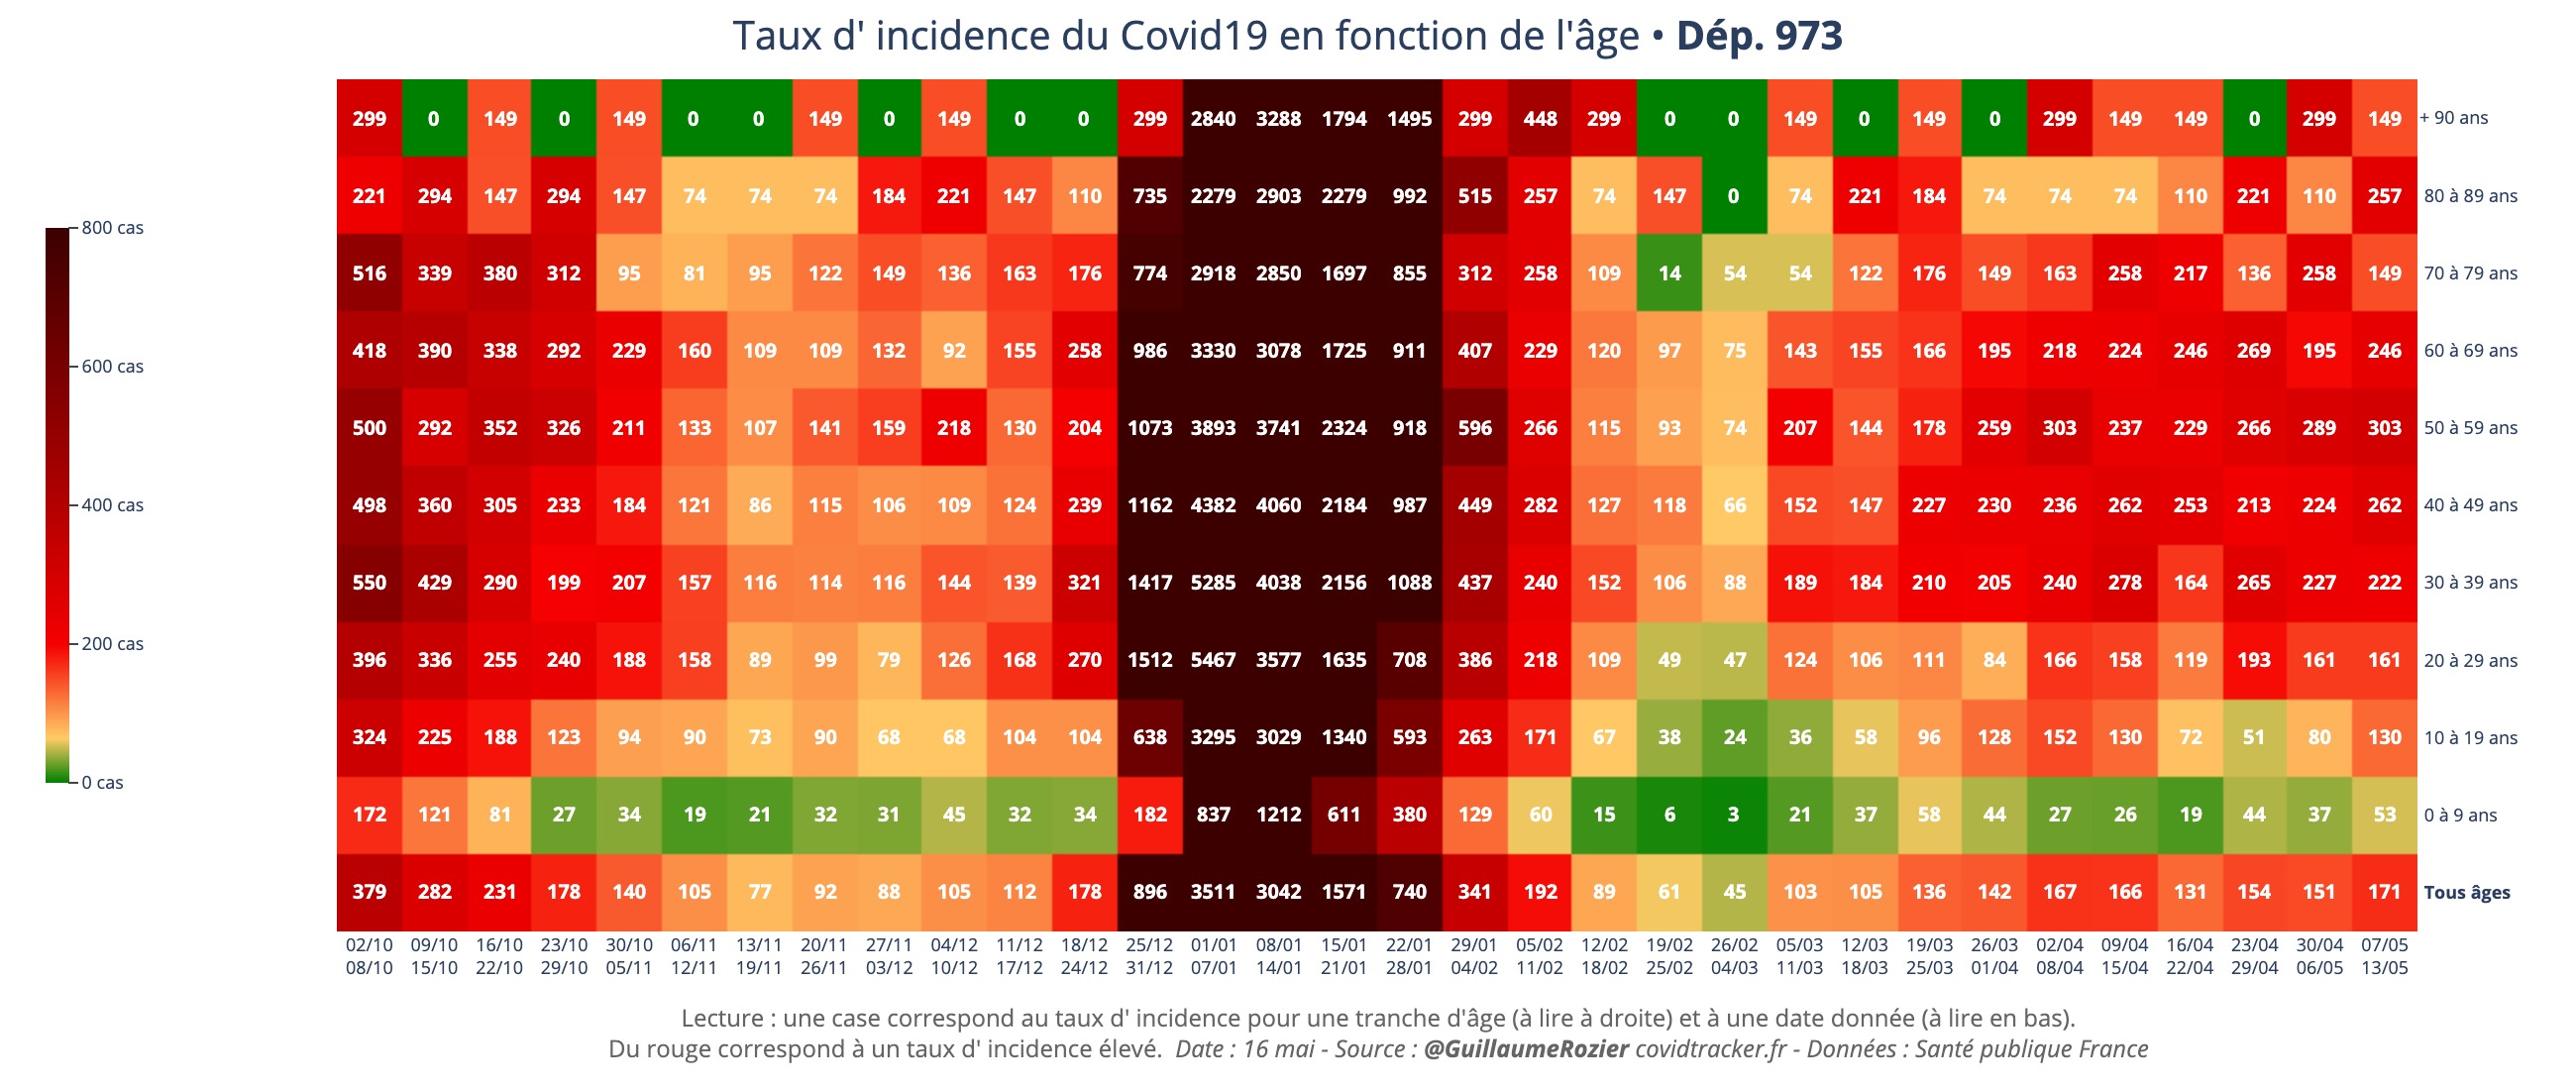 Taux d' incidence du Covid19 en fonction de l'âge • Dép. 973
800 cas
600 cas
400 cas
200 cas
0 cas
299 0 149 0 149 0 0 149 0 149 0 0 299 2840 3288 1794 1495 299 448 299 0 0 149 0 149 0 299 149 149 0 299 149 + 90 ans
221 294 147 294 147 74 74 74 184 221 147 110 735 2279 2903 2279 992 515 257 74 147 0 74 221 184 74 74 74 110 221 110 257 80 à 89 ans
516 339 380 312 95 81 95 122 149 136 163 176 774 2918 2850 1697 855 312 258 109 14 54 54 122 176 149 163 258 217 136 258 149 70 à 79 ans
418 390 338 292 229 160 109 109 132 92 155 258 986 3330 3078 1725 911 407 229 120 97 75 143 155 166 195 218 224 246 269 195 246 60 à 69 ans
500 292 352 326 211 133 107 141 159 218 130 204 1073 3893 3741 2324 918 596 266 115 93 74 207 144 178 259 303 237 229 266 289 303 50 à 59 ans
498 360 305 233 184 121 86 115 106 109 124 239 1162 4382 4060 2184 987 449 282 127 118 66 152 147 227 230 236 262 253 213 224 262 40 à 49 ans
550 429 290 199 207 157 116 114 116 144 139 321 1417 5285 4038 2156 1088 437 240 152 106 88 189 184 210 205 240 278 164 265 227 222 30 à 39 ans
396 336 255 240 188 158 89 99 79 126 168 270 1512 5467 3577 1635 708 386 218 109 49 47 124 106 111 84 166 158 119 193 161 161 20 à 29 ans
324 225 188 123 94 90 73 90 68 68 104 104 638 3295 3029 1340 593 263 171 67 38 24 36 58 96 128 152 130 72 51 80 130 10 à 19 ans
172 121 81 27 34 19 21 32 31 45 32 34 182 837 1212 611 380 129 60 15 6 3 21 37 58 44 27 26 19 44 37 53 0 à 9 ans
379 282 231 178 140 105 77 92 88 105 112 178 896 3511 3042 1571 740 341 192 89 61 45 103 105 136 142 167 166 131 154 151 171 Tous âges
02/10 09/10 16/10 23/10 30/10 06/11 13/11 20/11 27/11 04/12 11/12 18/12 25/12 01/01 08/01 15/01 22/01 29/01 05/02 12/02 19/02 26/02 05/03 12/03 19/03 26/03 02/04 09/04 16/04 23/04 30/04 07/05
08/10 15/10 22/10 29/10 05/11 12/11 19/11 26/11 03/12 10/12 17/12 24/12 31/12 07/01 14/01 21/01 28/01 04/02 11/02 18/02 25/02 04/03 11/03 18/03 25/03 01/04 08/04 15/04 22/04 29/04 06/05 13/05
Lecture : une case correspond au taux d' incidence pour une tranche d'âge (à lire à droite) et à une date donnée (à lire en bas).
Du rouge correspond à un taux d' incidence élevé. Date : 16 mai - Source : @GuillaumeRozier covidtracker.fr - Données : Santé publique France